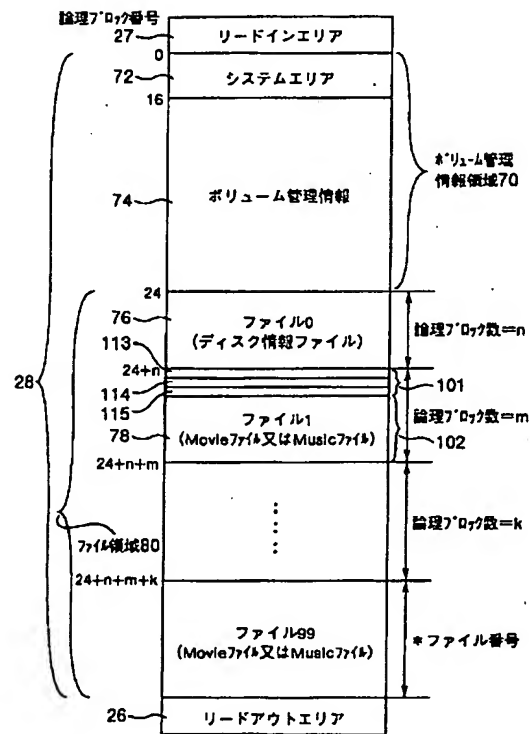 論理ブロック番号
27
リードインエリア
0
72
システムエリア
16
ボリューム管理
情報領域70
74
ボリューム管理情報
24
76
ファイル0
(ディスク情報ファイル)
論理ブロック数=n
113
24+n
28
114
101
115
論理ブロック数=m
78
ファイル1
(Movieファイル又はMusicファイル)
102
24+n+m
論理ブロック数=k
ファイル領域80
24+n+m+k
ファイル99
(Movieファイル又はMusicファイル)
*ファイル番号
26
リードアウトエリア